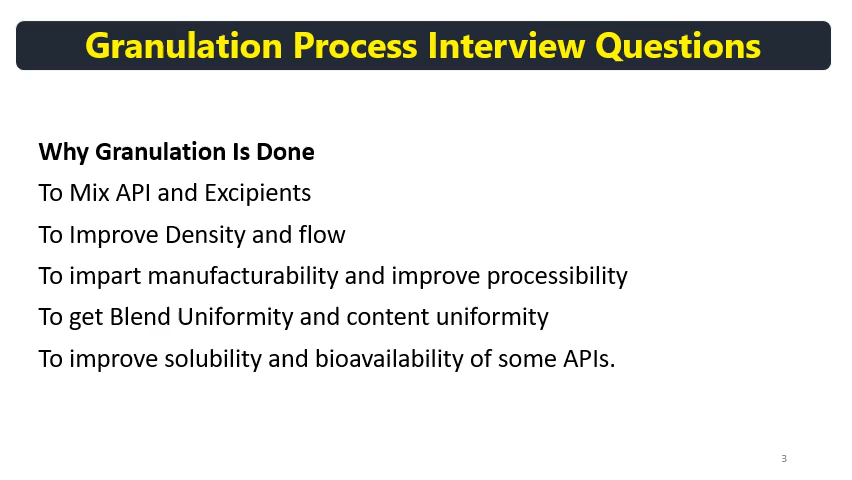 Granulation Process Interview Questions
Why Granulation Is Done
To Mix API and Excipients
To Improve Density and flow
To impart manufacturability and improve processibility
To get Blend Uniformity and content uniformity
To improve solubility and bioavailability of some APIs.
3